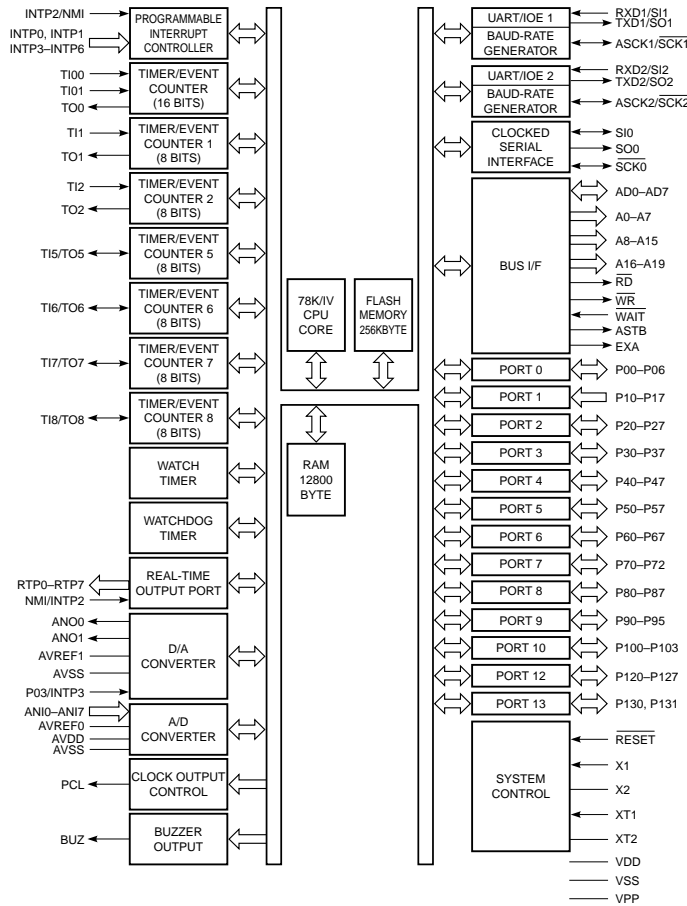 INTP2/NMI
INTP0, INTP1
INTP3–INTP6
PROGRAMMABLE
INTERRUPT
CONTROLLER
TI00
TI01
TO0
TIMER/EVENT
COUNTER
(16 BITS)
TI1
TO1
TIMER/EVENT
COUNTER 1
(8 BITS)
TI2
TO2
TIMER/EVENT
COUNTER 2
(8 BITS)
TI5/TO5
TIMER/EVENT
COUNTER 5
(8 BITS)
TI6/TO6
TIMER/EVENT
COUNTER 6
(8 BITS)
TI7/TO7
TIMER/EVENT
COUNTER 7
(8 BITS)
TI8/TO8
TIMER/EVENT
COUNTER 8
(8 BITS)
WATCH
TIMER
WATCHDOG
TIMER
RTP0–RTP7
NMI/INTP2
REAL-TIME
OUTPUT PORT
ANO0
ANO1
AVREF1
AVSS
P03/INTP3
D/A
CONVERTER
ANI0–ANI7
AVREF0
AVDD
AVSS
A/D
CONVERTER
PCL
CLOCK OUTPUT
CONTROL
BUZ
BUZZER
OUTPUT
78K/IV
CPU
CORE
FLASH
MEMORY
256KBYTE
RAM
12800
BYTE
UART/IOE 1
BAUD-RATE
GENERATOR
RXD1/SI1
TXD1/SO1
ASCK1/SCK1
UART/IOE 2
BAUD-RATE
GENERATOR
RXD2/SI2
TXD2/SO2
ASCK2/SCK2
CLOCKED
SERIAL
INTERFACE
SI0
SO0
SCK0
BUS I/F
AD0–AD7
A0–A7
A8–A15
A16–A19
RD
WR
WAIT
ASTB
EXA
PORT 0 P00–P06
PORT 1 P10–P17
PORT 2 P20–P27
PORT 3 P30–P37
PORT 4 P40–P47
PORT 5 P50–P57
PORT 6 P60–P67
PORT 7 P70–P72
PORT 8 P80–P87
PORT 9 P90–P95
PORT 10 P100–P103
PORT 12 P120–P127
PORT 13 P130, P131
SYSTEM
CONTROL
RESET
X1
X2
XT1
XT2
VDD
VSS
VPP